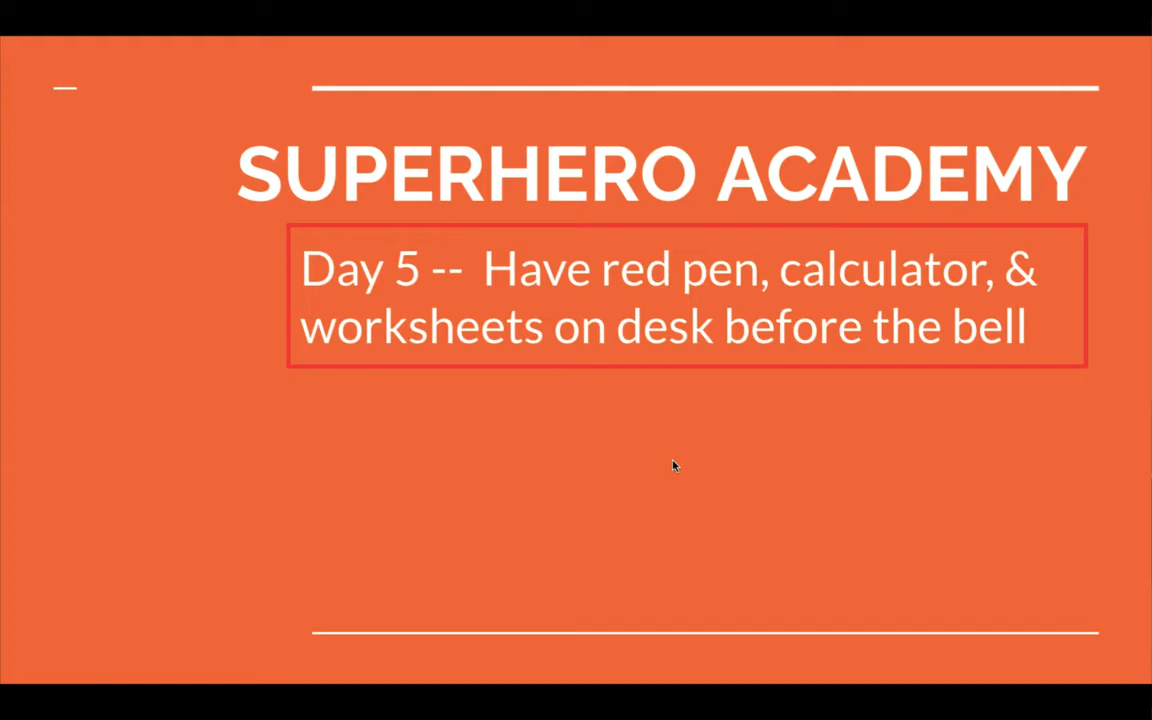 SUPERHERO ACADEMY
Day 5 -- Have red pen, calculator, &
worksheets on desk before the bell